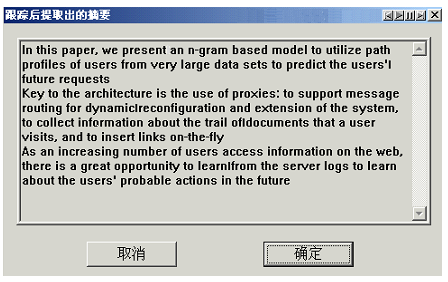 跟踪后提取出的摘要
In this paper, we present an n-gram based model to utilize path
profiles of users from very large data sets to predict the users'l
future requests
Key to the architecture is the use of proxies: to support message
routing for dynamiclreconfiguration and extension of the system,
to collect information about the trail ofldocuments that a user
visits, and to insert links on-the-fly
As an increasing number of users access information on the web,
there is a great opportunity to learnlfrom the server logs to learn
about the users' probable actions in the future
取消 确定